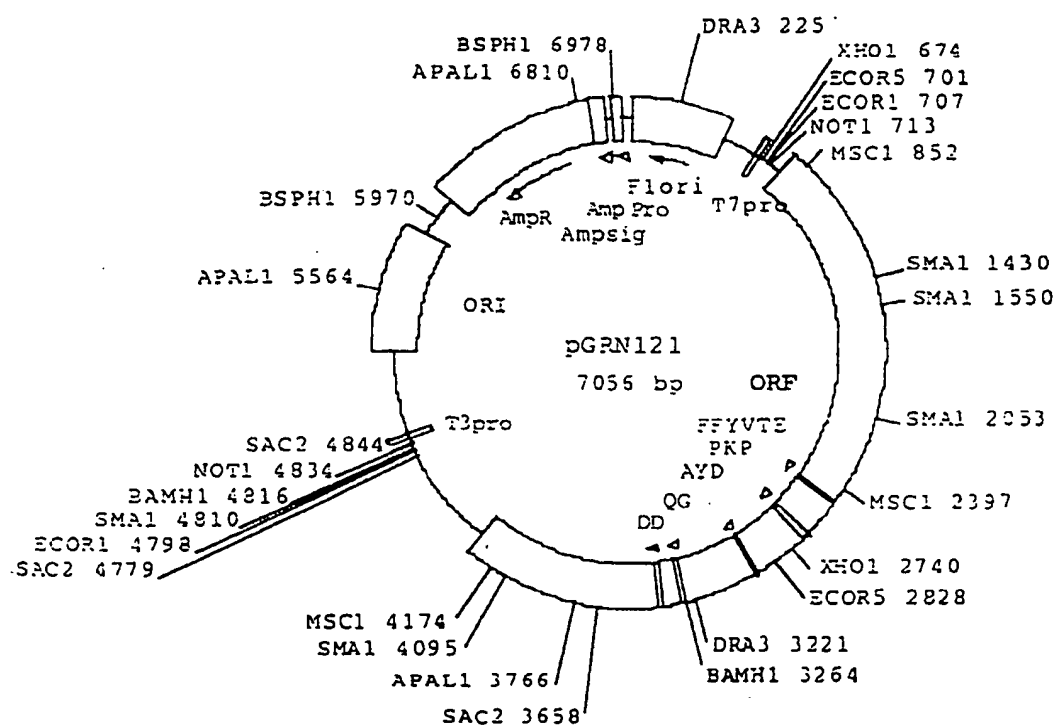 DRA3 225
BSPH1 6978
APAL1 6810
XHO1 674
ECOR5 701
ECOR1 707
NOT1 713
MSC1 852
BSPH1 5970
APAL1 5564
AmpR
Ampsig
Amp Pro
F1ori
T7pro
SMA1 1430
SMA1 1550
ORI
pGRN121
7056 bp
ORF
SMA1 2053
FFYVTE
PKP
AYD
QG
DD
T3pro
SAC2 4844
NOT1 4834
BAMH1 4816
SMA1 4810
ECOR1 4798
SAC2 4779
MSC1 2397
XHO1 2740
ECOR5 2828
MSC1 4174
SMA1 4095
APAL1 3766
SAC2 3658
DRA3 3221
BAMH1 3264